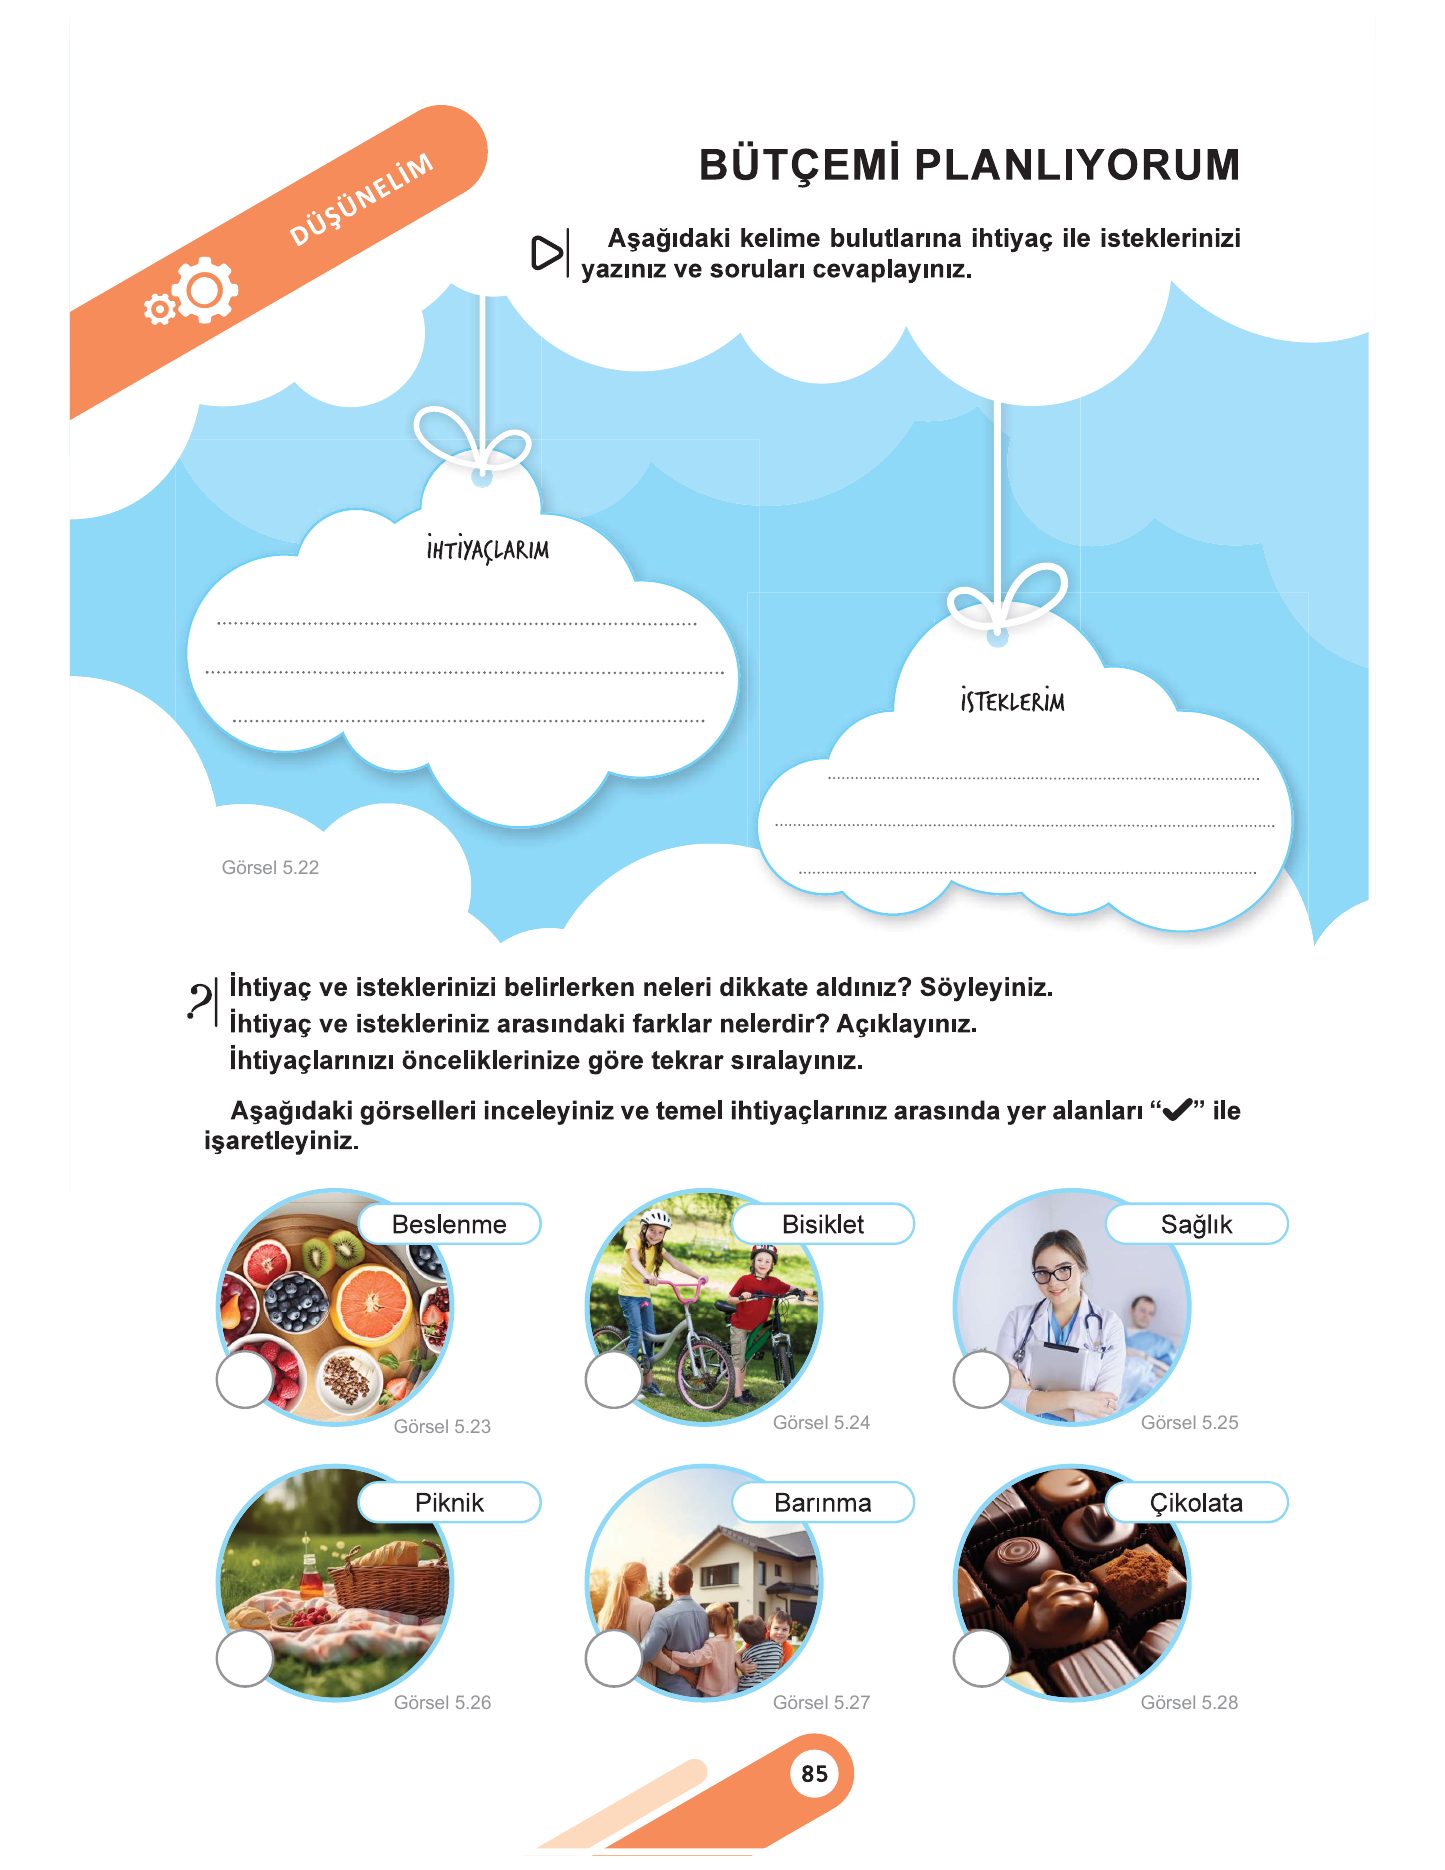 DÜŞÜNELİM
BÜTÇEMİ PLANLIYORUM
Aşağıdaki kelime bulutlarına ihtiyaç ile isteklerinizi
yazınız ve soruları cevaplayınız.
İHTİYAÇLARIM
İSTEKLERİM
Görsel 5.22
? İhtiyaç ve isteklerinizi belirlerken neleri dikkate aldınız? Söyleyiniz.
İhtiyaç ve istekleriniz arasındaki farklar nelerdir? Açıklayınız.
İhtiyaçlarınızı önceliklerinize göre tekrar sıralayınız.
Aşağıdaki görselleri inceleyiniz ve temel ihtiyaçlarınız arasında yer alanları “✔” ile
işaretleyiniz.
Beslenme
Bisiklet
Sağlık
Görsel 5.23
Görsel 5.24
Görsel 5.25
Piknik
Barınma
Çikolata
Görsel 5.26
Görsel 5.27
Görsel 5.28
85